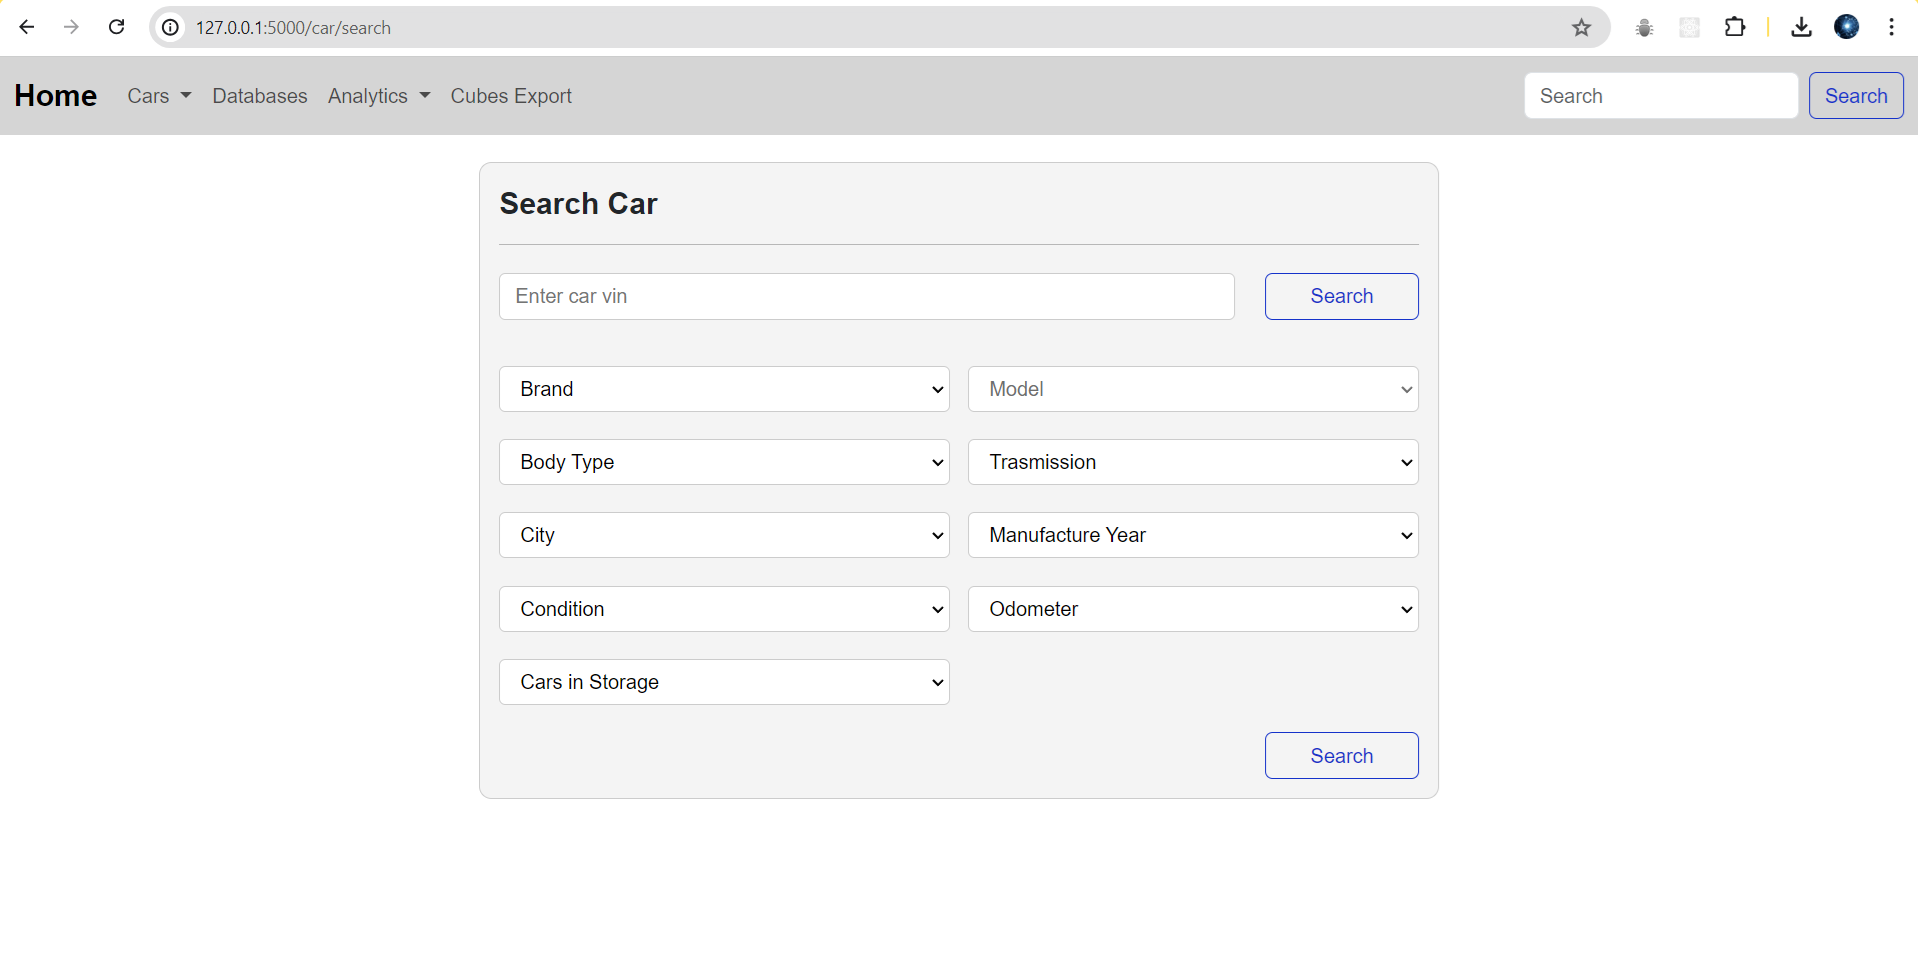 127.0.0.1:5000/car/search
Home Cars Databases Analytics Cubes Export Search Search
Search Car
Enter car vin Search
Brand Model
Body Type Trasmission
City Manufacture Year
Condition Odometer
Cars in Storage
Search